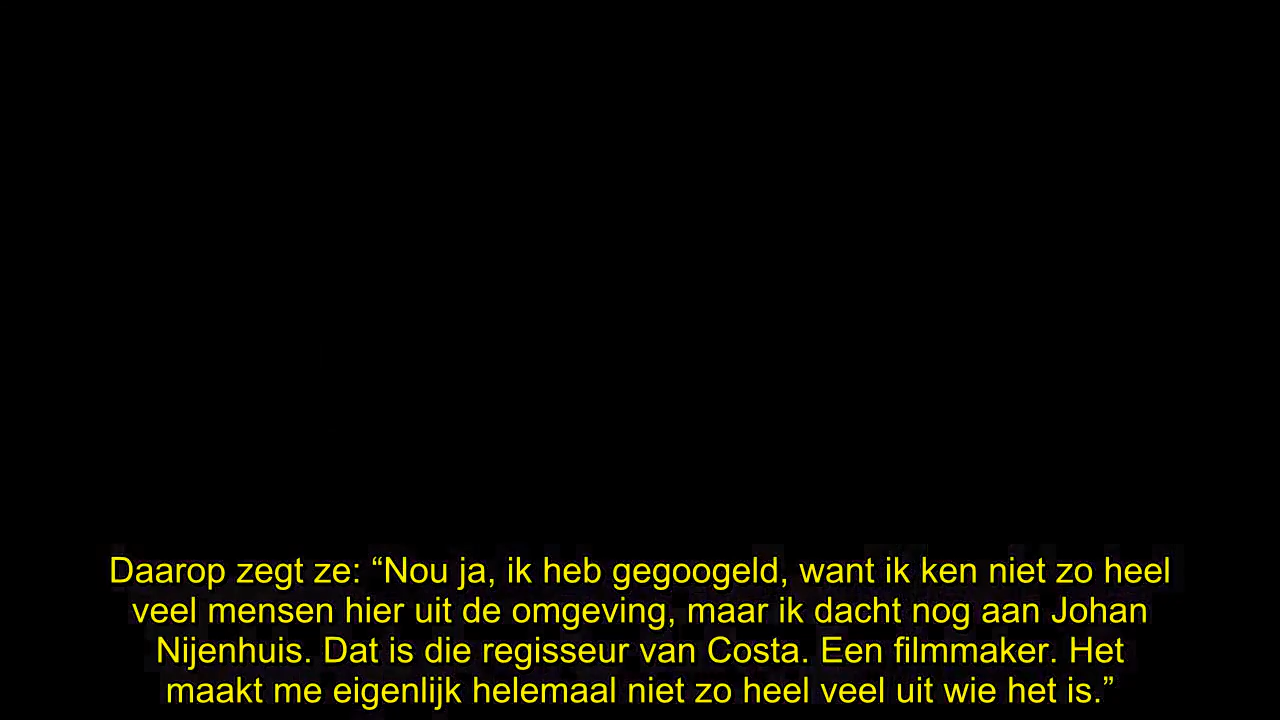 Daarop zegt ze: “Nou ja, ik heb gegoogeld, want ik ken niet zo heel
veel mensen hier uit de omgeving, maar ik dacht nog aan Johan
Nijenhuis. Dat is die regisseur van Costa. Een filmmaker. Het
maakt me eigenlijk helemaal niet zo heel veel uit wie het is.”